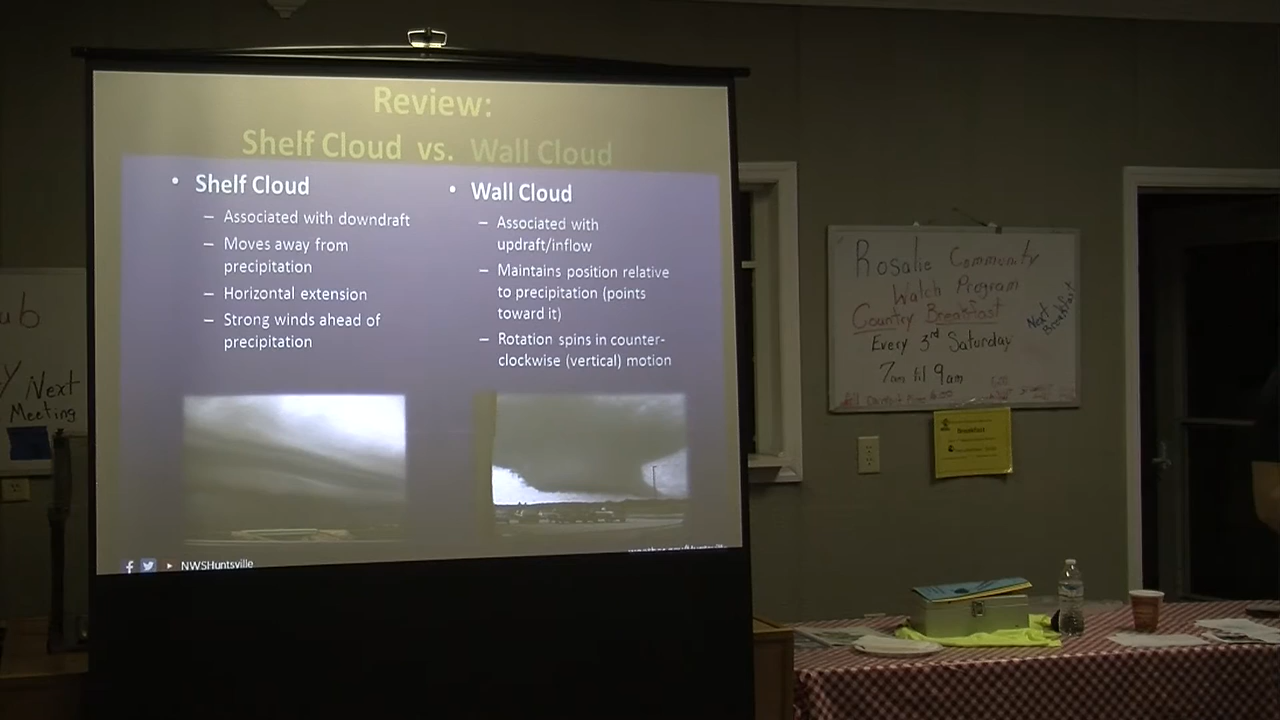 Review:
Shelf Cloud vs. Wall Cloud
• Shelf Cloud
– Associated with downdraft
– Moves away from
precipitation
– Horizontal extension
– Strong winds ahead of
precipitation
• Wall Cloud
– Associated with
updraft/inflow
– Maintains position relative
to precipitation (points
toward it)
– Rotation spins in counter-
clockwise (vertical) motion
NWSHuntsville
ub
y Next
Meeting
Rosalie Community
Watch Program
Country Breakfast
Next Breakfast
Every 3rd Saturday
7am til 9am
Breakfast